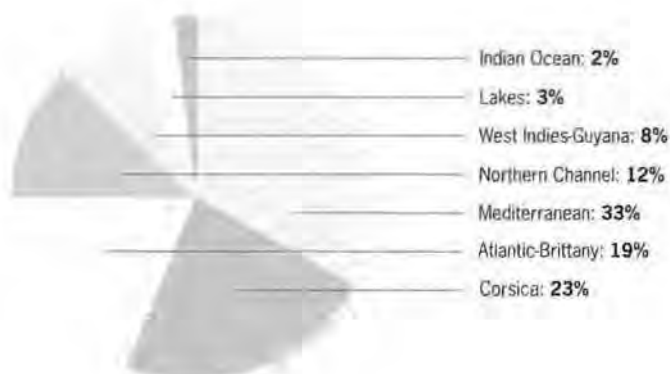 Indian Ocean: 2%
Lakes: 3%
West Indies-Guyana: 8%
Northern Channel: 12%
Mediterranean: 33%
Atlantic-Brittany: 19%
Corsica: 23%